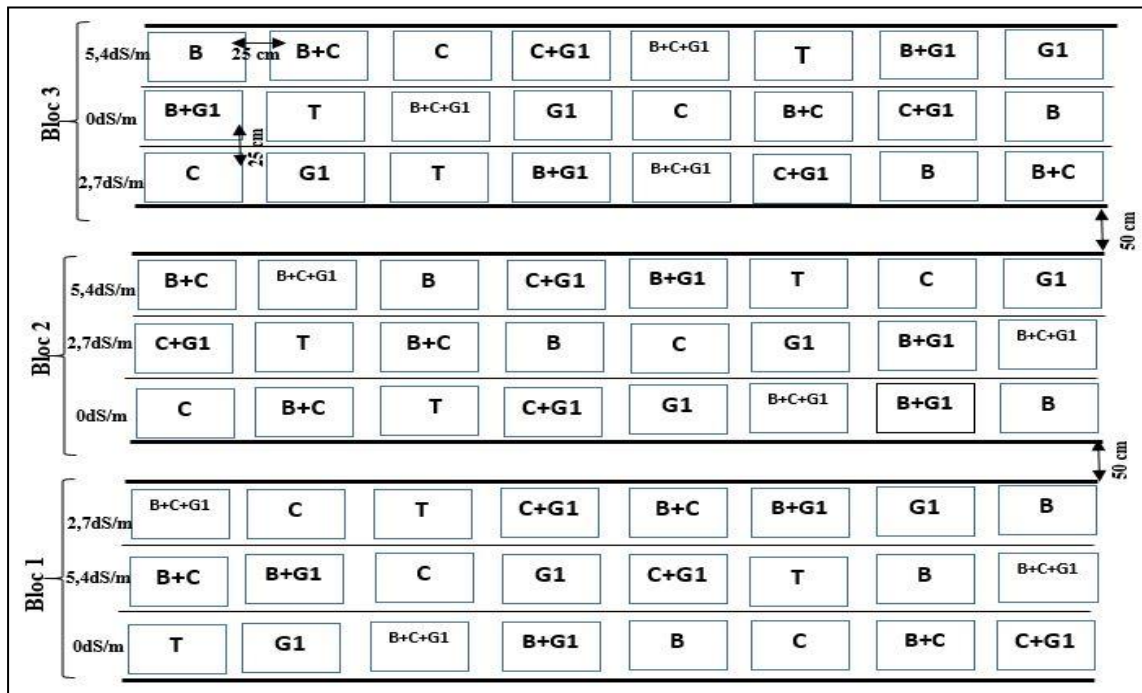 Bloc 3
5,4dS/m B B+C C C+G1 B+C+G1 T B+G1 G1
25 cm
0dS/m B+G1 T B+C+G1 G1 C B+C C+G1 B
25 cm
2,7dS/m C G1 T B+G1 B+C+G1 C+G1 B B+C
50 cm
Bloc 2
5,4dS/m B+C B+C+G1 B C+G1 B+G1 T C G1
2,7dS/m C+G1 T B+C B C G1 B+G1 B+C+G1
0dS/m C B+C T C+G1 G1 B+C+G1 B+G1 B
50 cm
Bloc 1
2,7dS/m B+C+G1 C T C+G1 B+C B+G1 G1 B
5,4dS/m B+C B+G1 C G1 C+G1 T B B+C+G1
0dS/m T G1 B+C+G1 B+G1 B C B+C C+G1